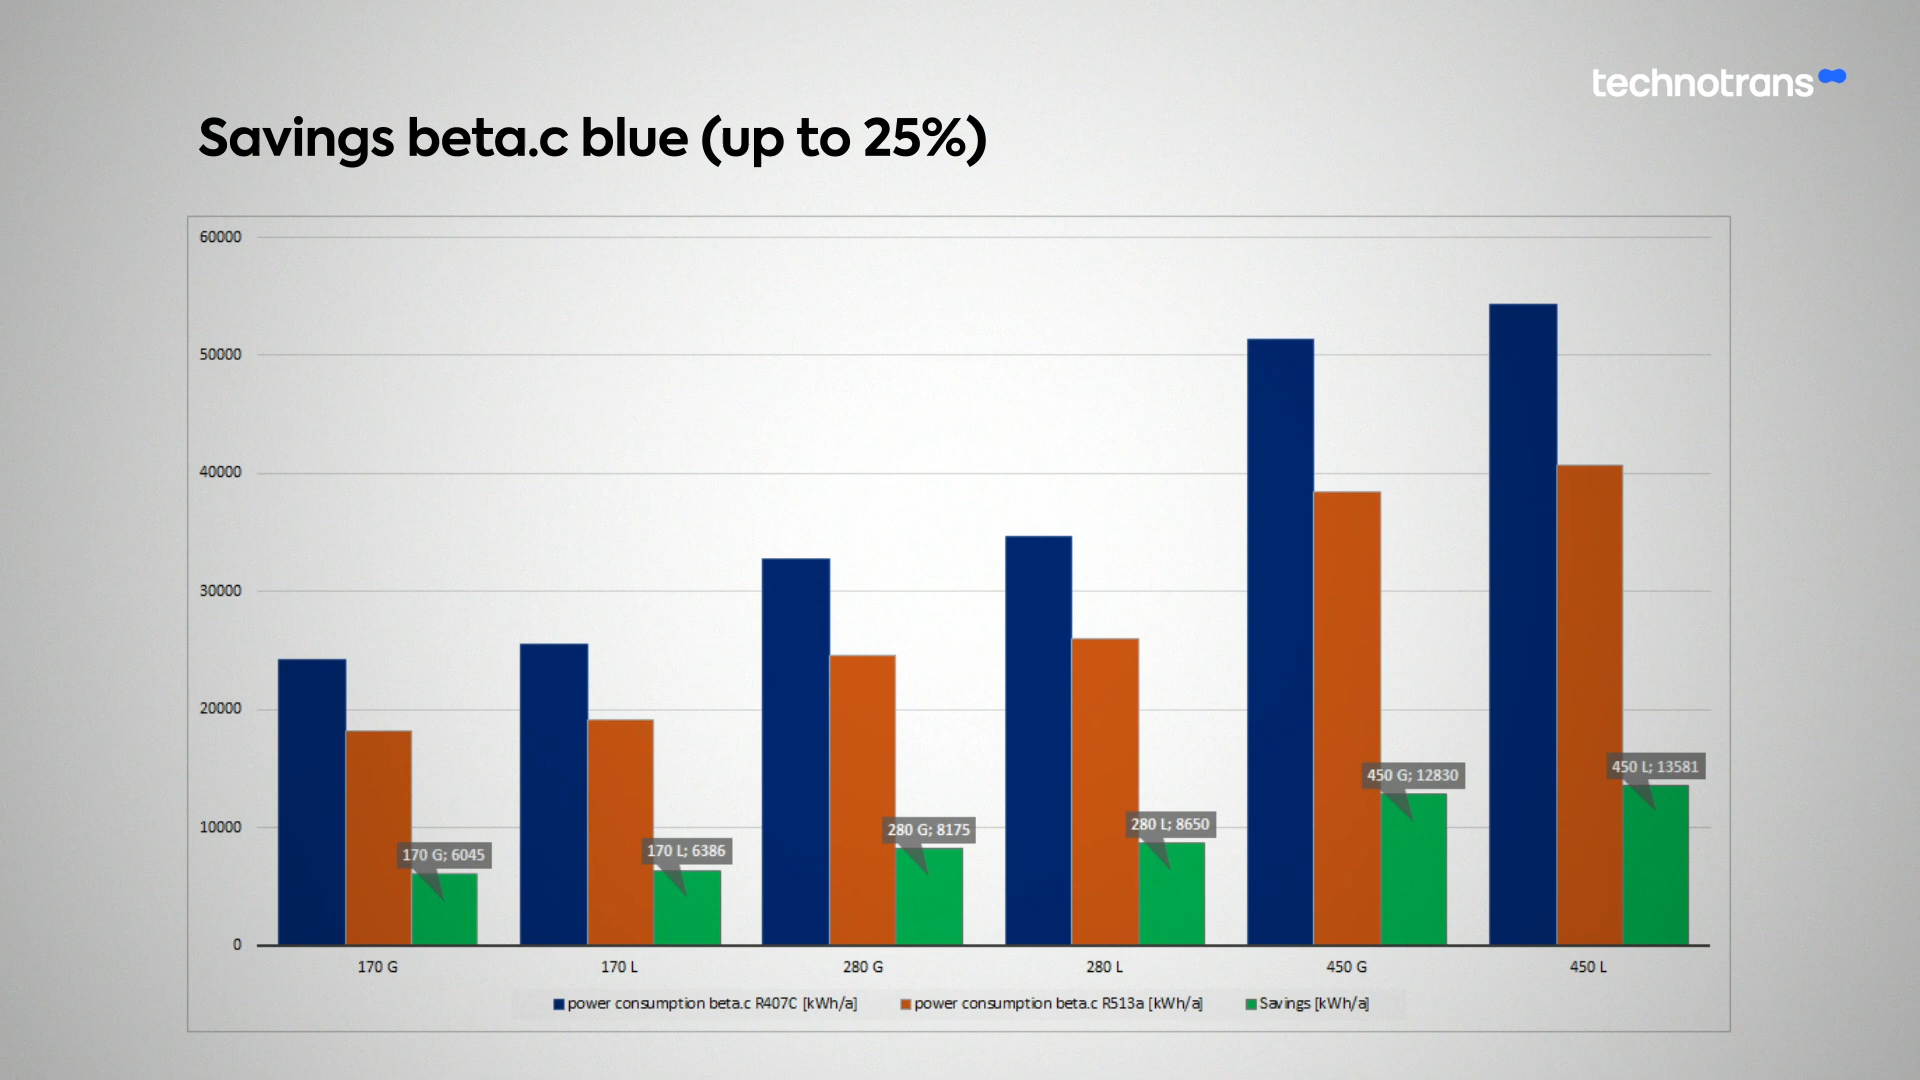 technotrans
Savings beta.c blue (up to 25%)
60000
50000
40000
30000
20000
10000
0
170 G; 6045
170 L; 6386
280 G; 8175
280 L; 8650
450 G; 12830
450 L; 13581
170 G
170 L
280 G
280 L
450 G
450 L
power consumption beta.c R407C [kWh/a]
power consumption beta.c R513a [kWh/a]
Savings [kWh/a]